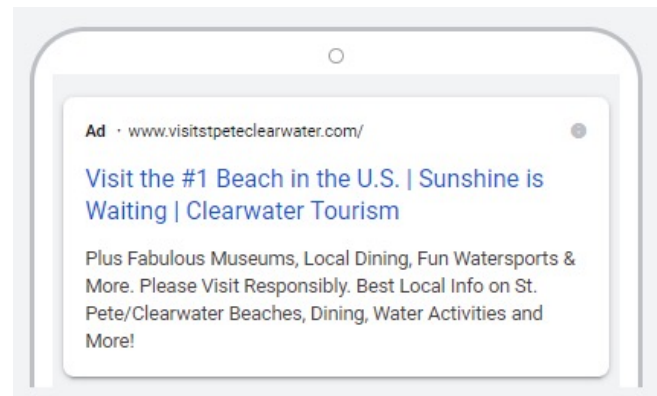 Ad · www.visitstpeteclearwater.com/
Visit the #1 Beach in the U.S. | Sunshine is
Waiting | Clearwater Tourism
Plus Fabulous Museums, Local Dining, Fun Watersports &
More. Please Visit Responsibly. Best Local Info on St.
Pete/Clearwater Beaches, Dining, Water Activities and
More!